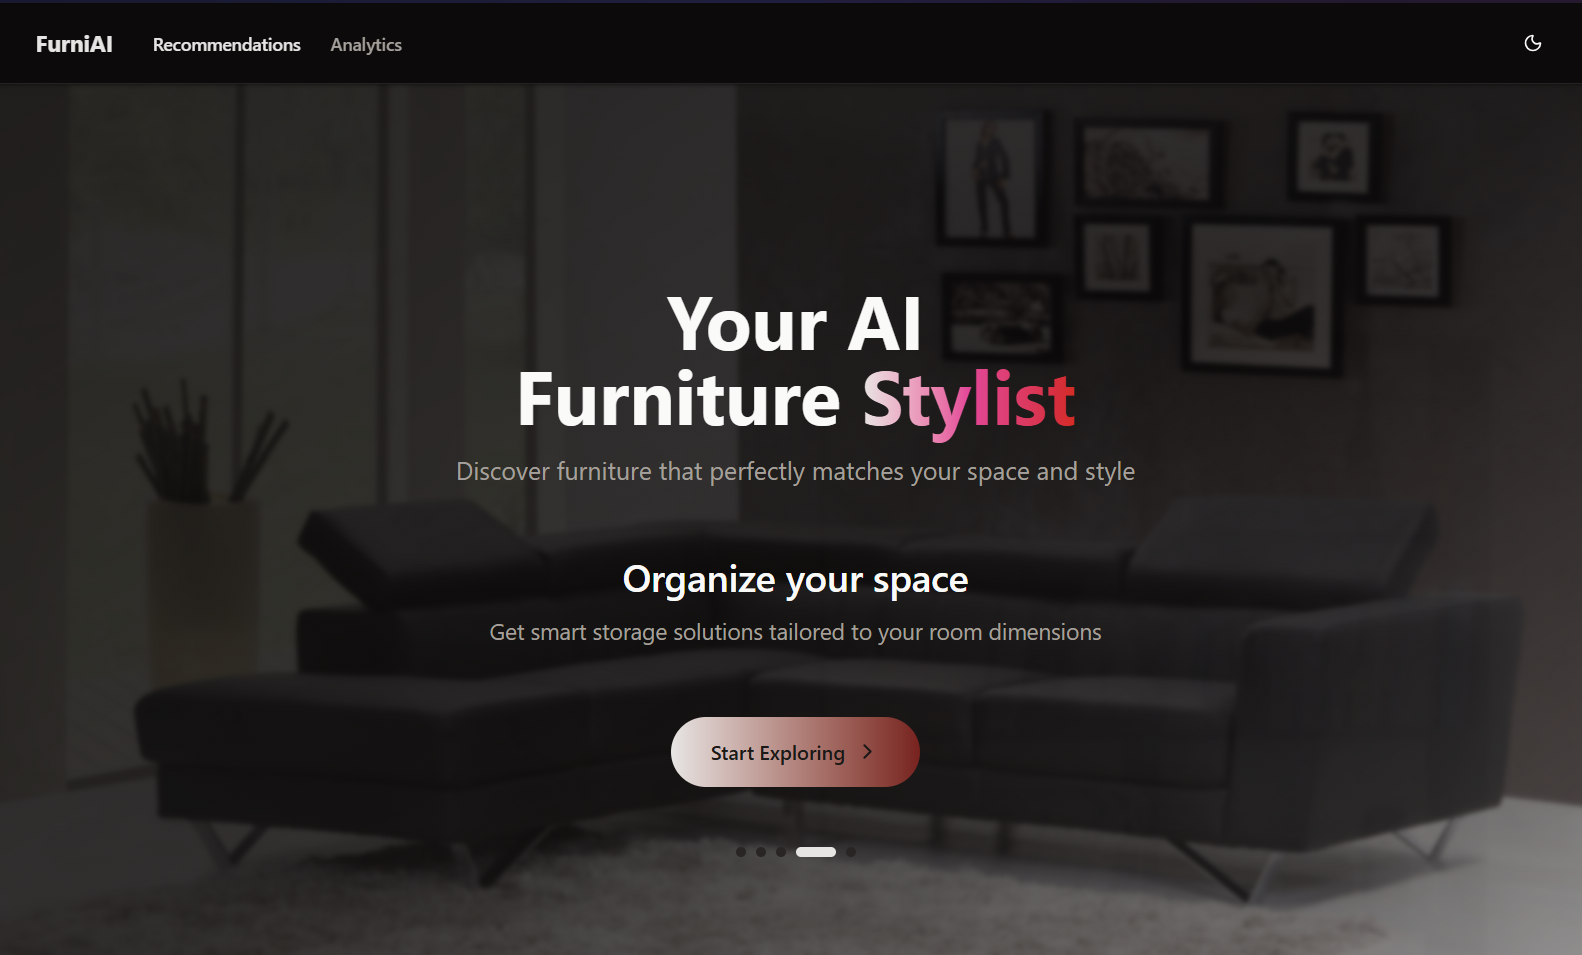 FurniAI
Recommendations
Analytics
Your AI
Furniture Stylist
Discover furniture that perfectly matches your space and style
Organize your space
Get smart storage solutions tailored to your room dimensions
Start Exploring